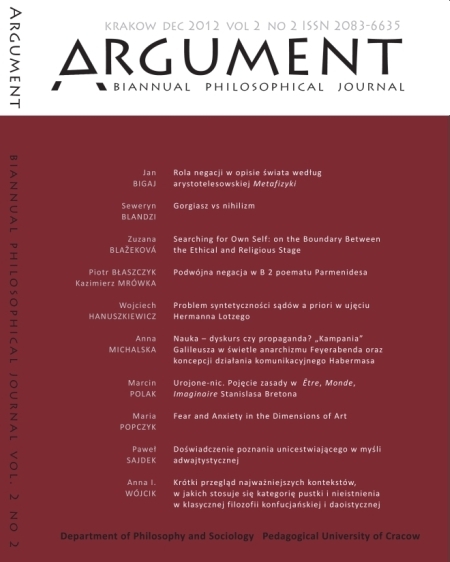 ARGUMENT
BIANNUAL PHILOSOPHICAL JOURNAL VOL. 2 NO 2
KRAKOW DEC 2012 VOL 2 NO 2 ISSN 2083-6635
ARGUMENT
BIANNUAL PHILOSOPHICAL JOURNAL
Jan
BIGAJ
Rola negacji w opisie świata według
arystotelesowskiej Metafizyki
Seweryn
BLANDZI
Gorgiasz vs nihilizm
Zuzana
BLAŽEKOVÁ
Searching for Own Self: on the Boundary Between
the Ethical and Religious Stage
Piotr BŁASZCZYK
Kazimierz MRÓWKA
Podwójna negacja w B 2 poematu Parmenidesa
Wojciech
HANUSZKIEWICZ
Problem syntetyczności sądów a priori w ujęciu
Hermanna Lotzego
Anna
MICHALSKA
Nauka – dyskurs czy propaganda? „Kampania”
Galileusza w świetle anarchizmu Feyerabenda oraz
koncepcji działania komunikacyjnego Habermasa
Marcin
POLAK
Urojone-nic. Pojęcie zasady w Être, Monde,
Imaginaire Stanislasa Bretona
Maria
POPCZYK
Fear and Anxiety in the Dimensions of Art
Paweł
SAJDEK
Doświadczenie poznania unicestwiającego w myśli
adwajtystycznej
Anna I.
WÓJCIK
Krótki przegląd najważniejszych kontekstów,
w jakich stosuje się kategorię pustki i nieistnienia
w klasycznej filozofii konfucjańskiej i daoistycznej
Department of Philosophy and Sociology Pedagogical University of Cracow